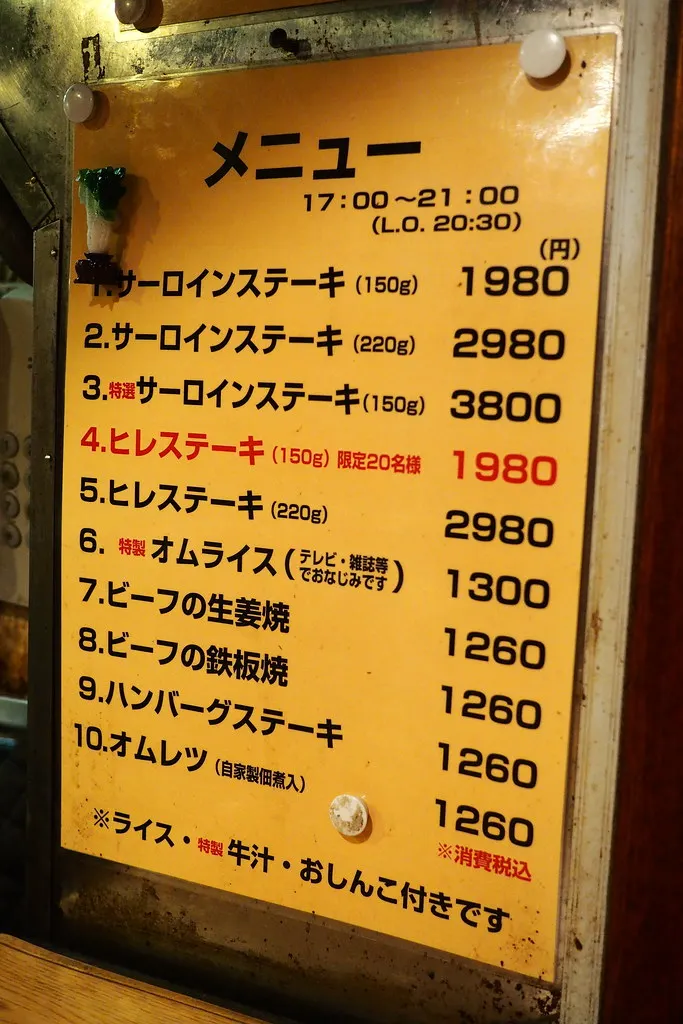 メニュー
17:00～21:00
(L.O. 20:30)
(円)
1.サーロインステーキ (150g) 1980
2.サーロインステーキ (220g) 2980
3.特選サーロインステーキ(150g) 3800
4.ヒレステーキ (150g) 限定20名様 1980
5.ヒレステーキ (220g) 2980
6. 特製 オムライス (テレビ・雑誌等でおなじみです) 1300
7.ビーフの生姜焼 1260
8.ビーフの鉄板焼 1260
9.ハンバーグステーキ 1260
10.オムレツ (自家製佃煮入) 1260
※消費税込
※ライス・特製 牛汁・おしんこ付きです